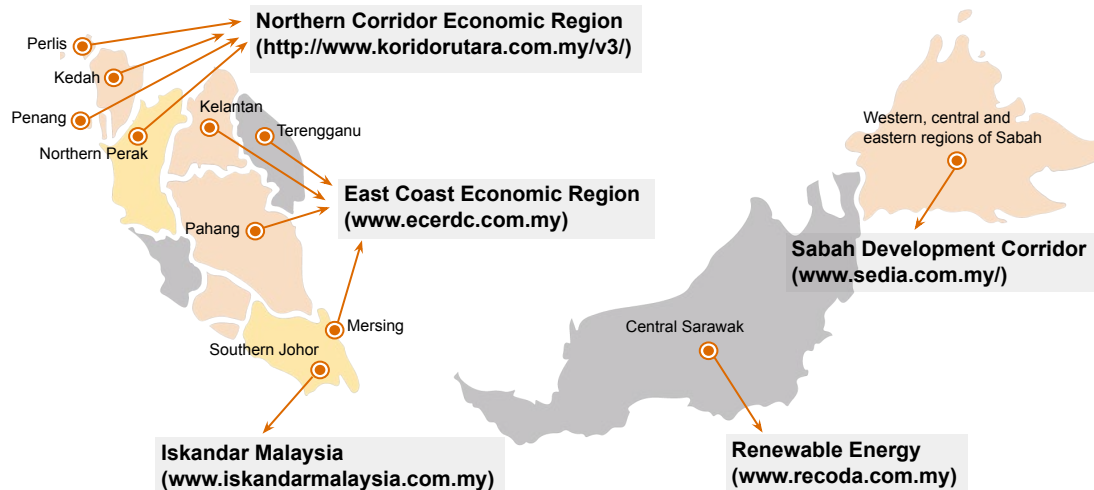 Northern Corridor Economic Region
(http://www.koridorutara.com.my/v3/)
Perlis
Kedah
Penang
Northern Perak
Kelantan
Terengganu
East Coast Economic Region
(www.ecerdc.com.my)
Pahang
Mersing
Southern Johor
Iskandar Malaysia
(www.iskandarmalaysia.com.my)
Western, central and
eastern regions of Sabah
Sabah Development Corridor
(www.sedia.com.my/)
Central Sarawak
Renewable Energy
(www.recoda.com.my)